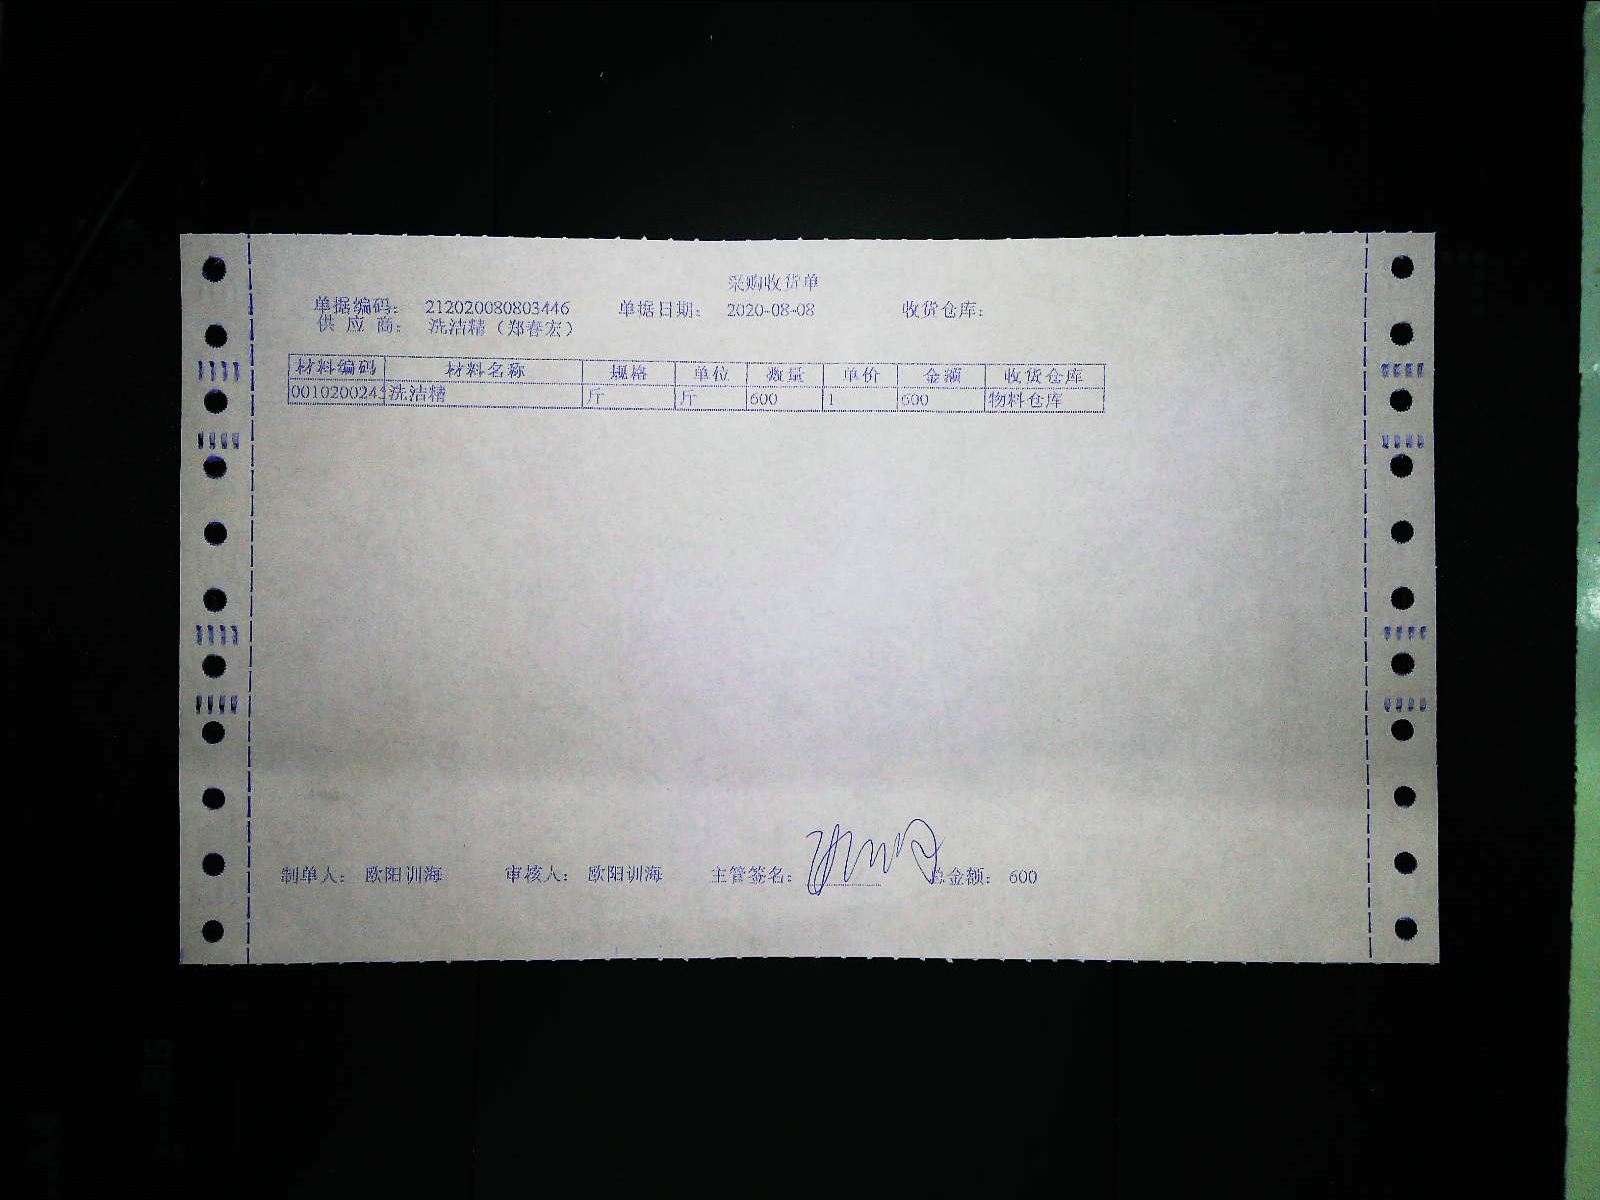 采购收货单
单据编码: 212020080803446 单据日期: 2020-08-08 收货仓库:
供应商: 洗洁精（郑春宏）
材料编码 材料名称 规格 单位 数量 单价 金额 收货仓库
0010200243 洗洁精 斤 斤 600 1 600 物料仓库
制单人: 欧阳训海 审核人: 欧阳训海 主管签名: 总金额: 600